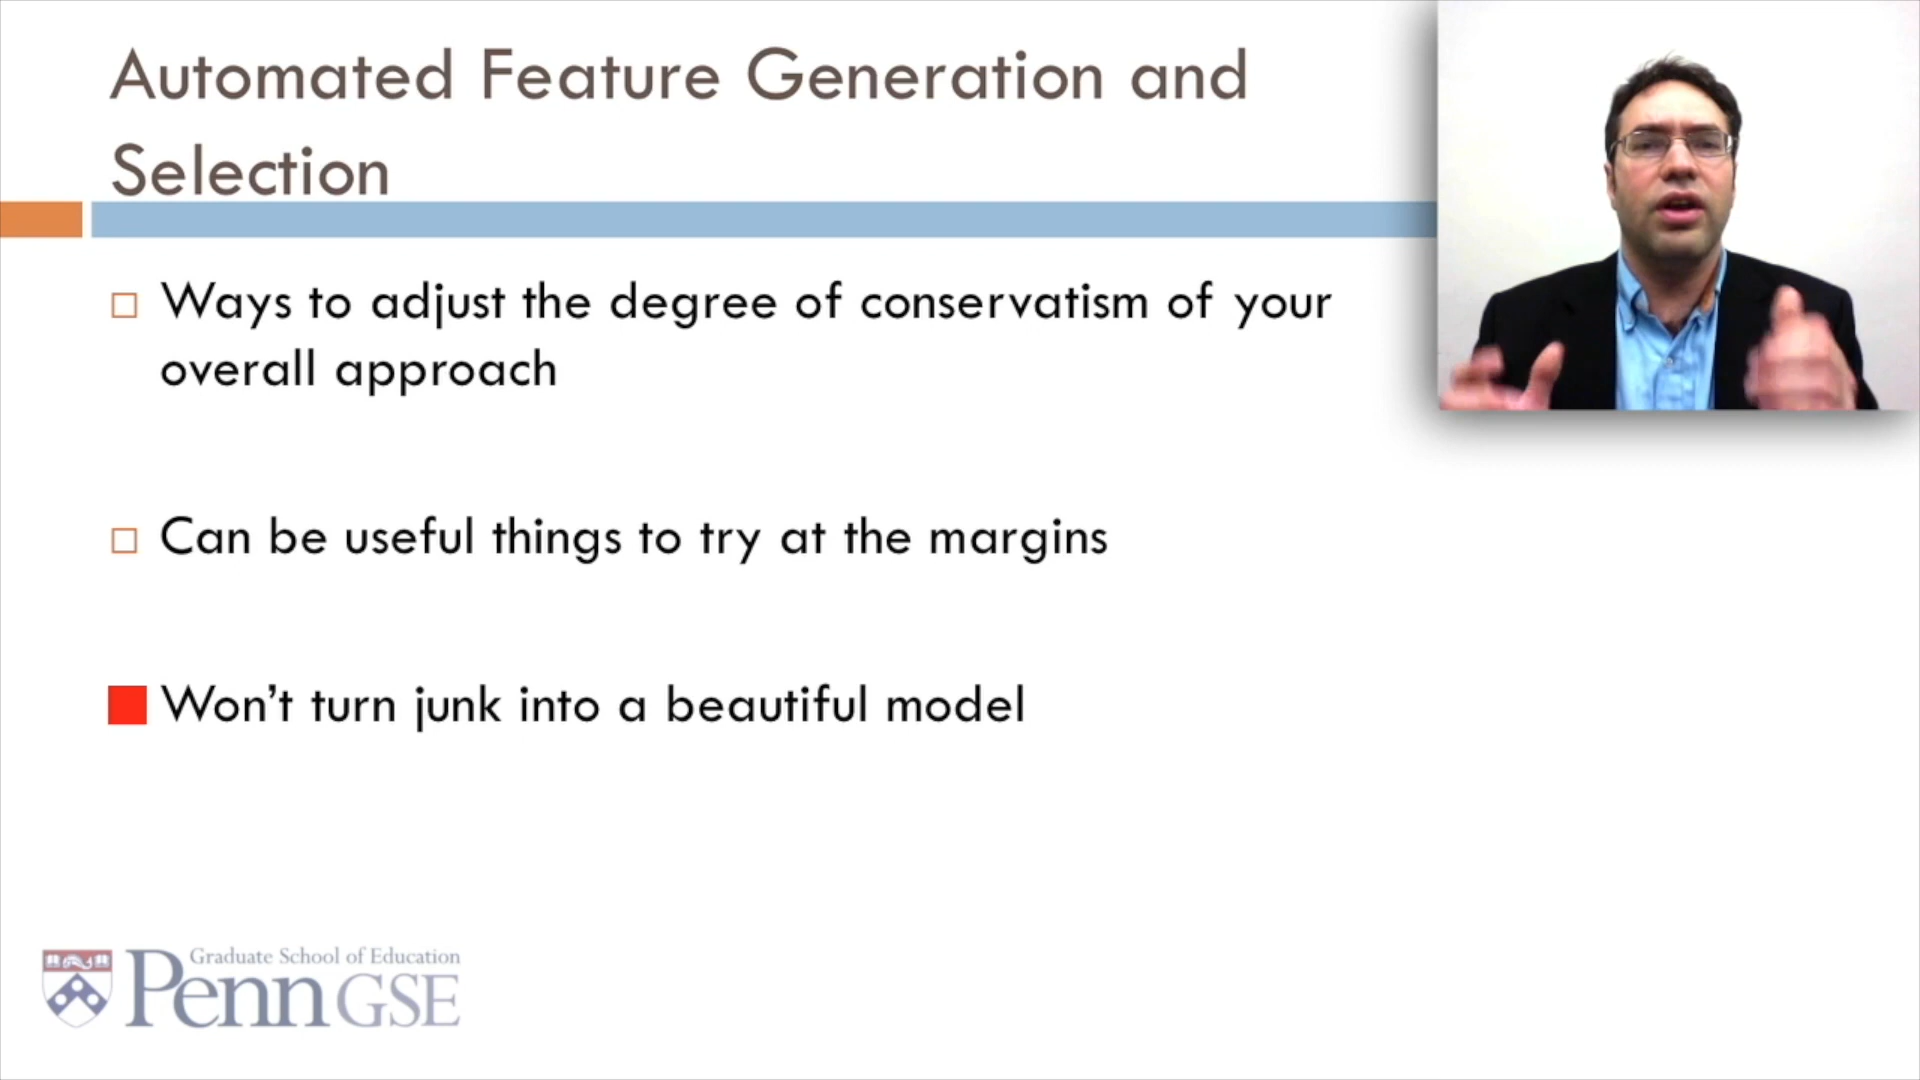 Automated Feature Generation and
Selection
Ways to adjust the degree of conservatism of your
overall approach
Can be useful things to try at the margins
Won't turn junk into a beautiful model
Graduate School of Education
Penn GSE